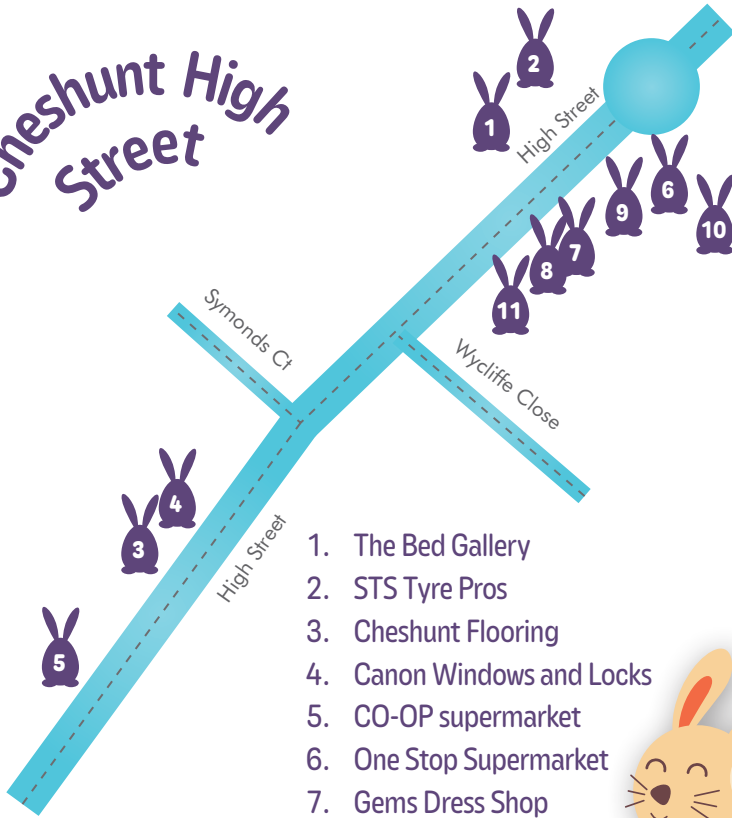 Cheshunt High
Street
2
1
High Street
6
9
10
7
8
11
Symonds Ct
Wycliffe Close
4
3
High Street
5
1. The Bed Gallery
2. STS Tyre Pros
3. Cheshunt Flooring
4. Canon Windows and Locks
5. CO-OP supermarket
6. One Stop Supermarket
7. Gems Dress Shop